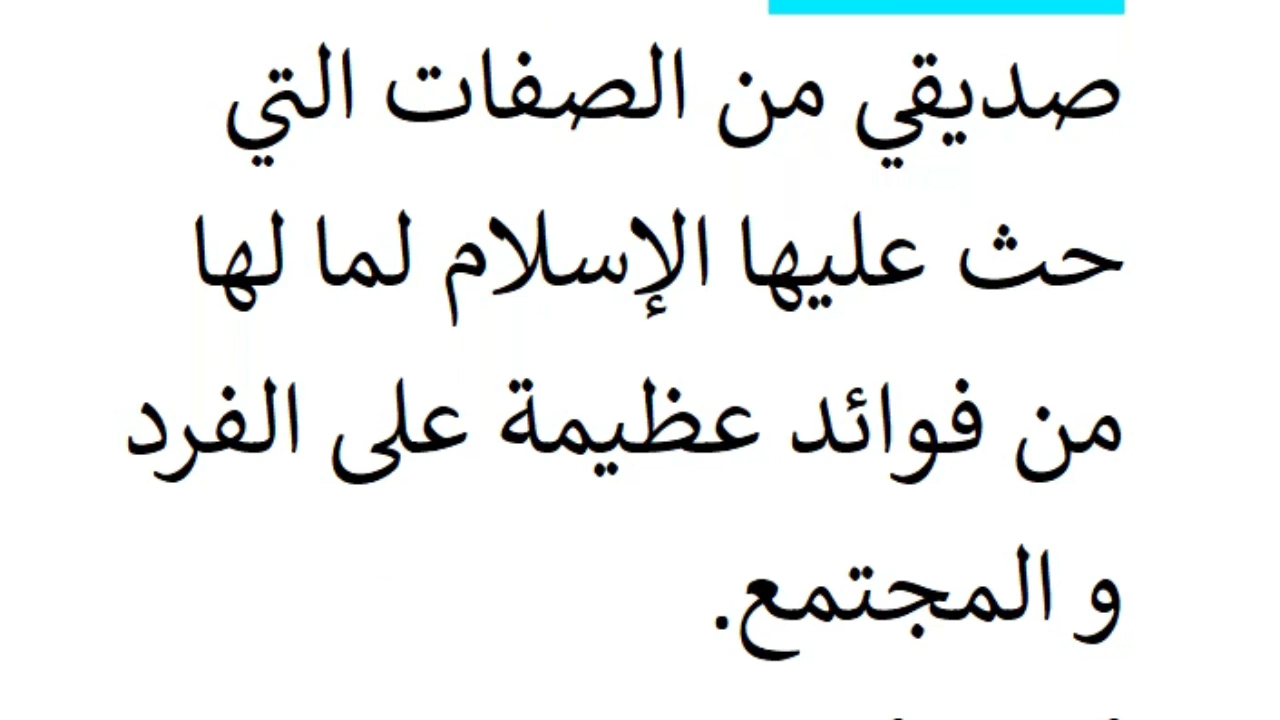 صديقي من الصفات التي
حث عليها الإسلام لما لها
من فوائد عظيمة على الفرد
و المجتمع.